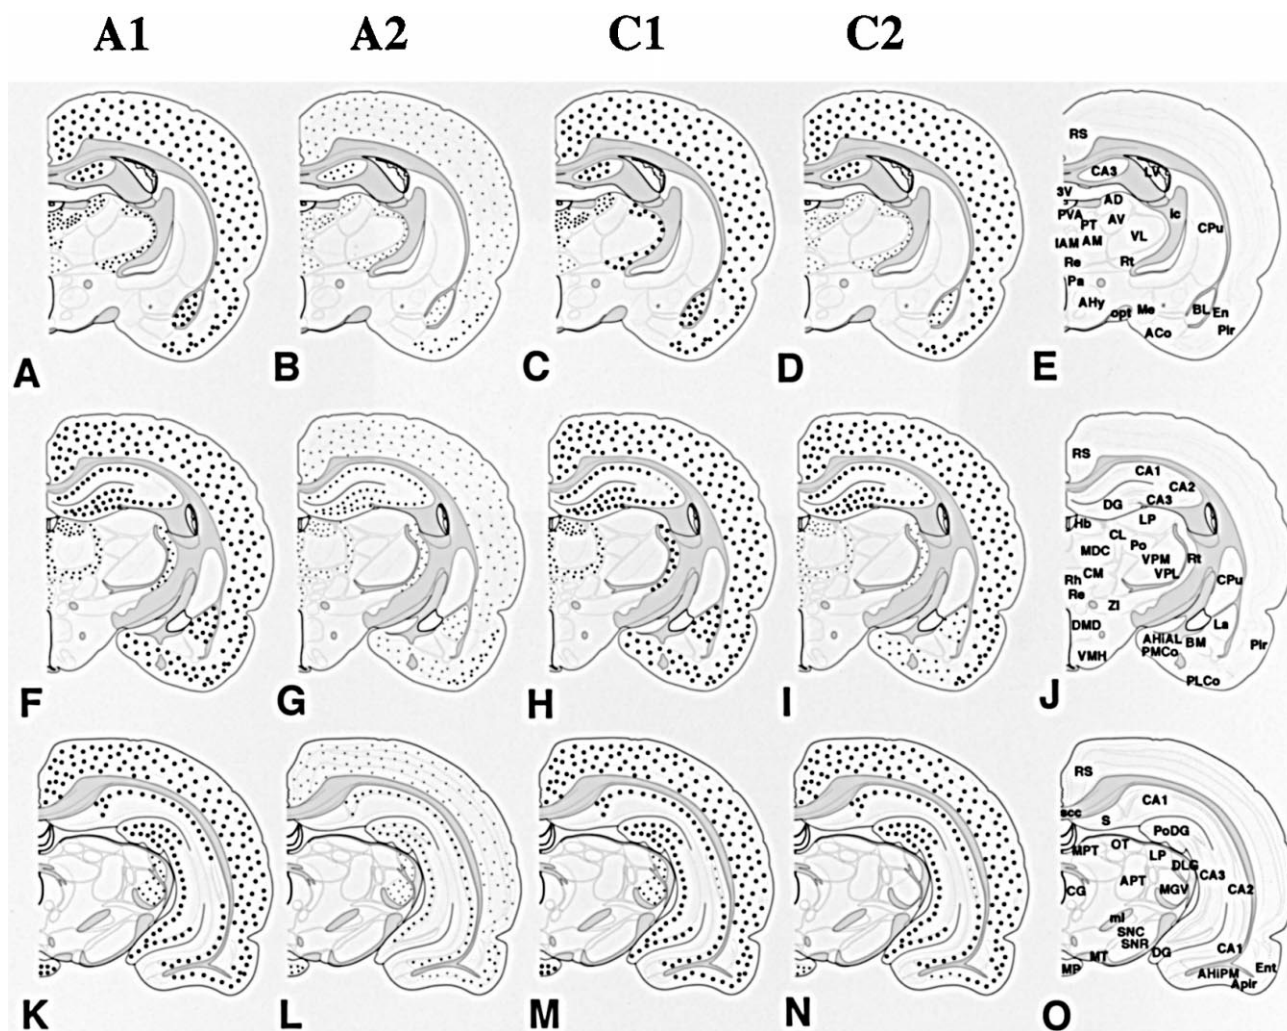 A1 A2 C1 C2
RS
CA3 LV
3V AD
PVA PT AV ic
VL CPu
IAM AM
Re Rt
Pa
AHy opt Me BL En
ACo Pir
A B C D E
RS
CA1
CA2
DG CA3
Hb LP
CL
MDC Po
VPM Rt
CM VPL
Rh CPu
Re ZI
DMD La
AHiAL BM
VMH PMCo Pir
PLCo
F G H I J
RS
CA1
scc S
PoDG
MPT OT LP
DLG
CA3
CG APT MGV CA2
ml
SNC
SNR CA1
MT DG
MP AHiPM Ent
Apir
K L M N O